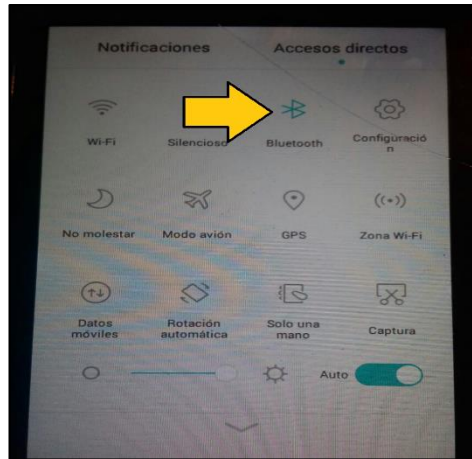 Notificaciones Accesos directos
Wi-Fi Silencioso Bluetooth Configuració
n
No molestar Modo avión GPS Zona Wi-Fi
Datos Rotación Solo una Captura
móviles automática mano
Auto